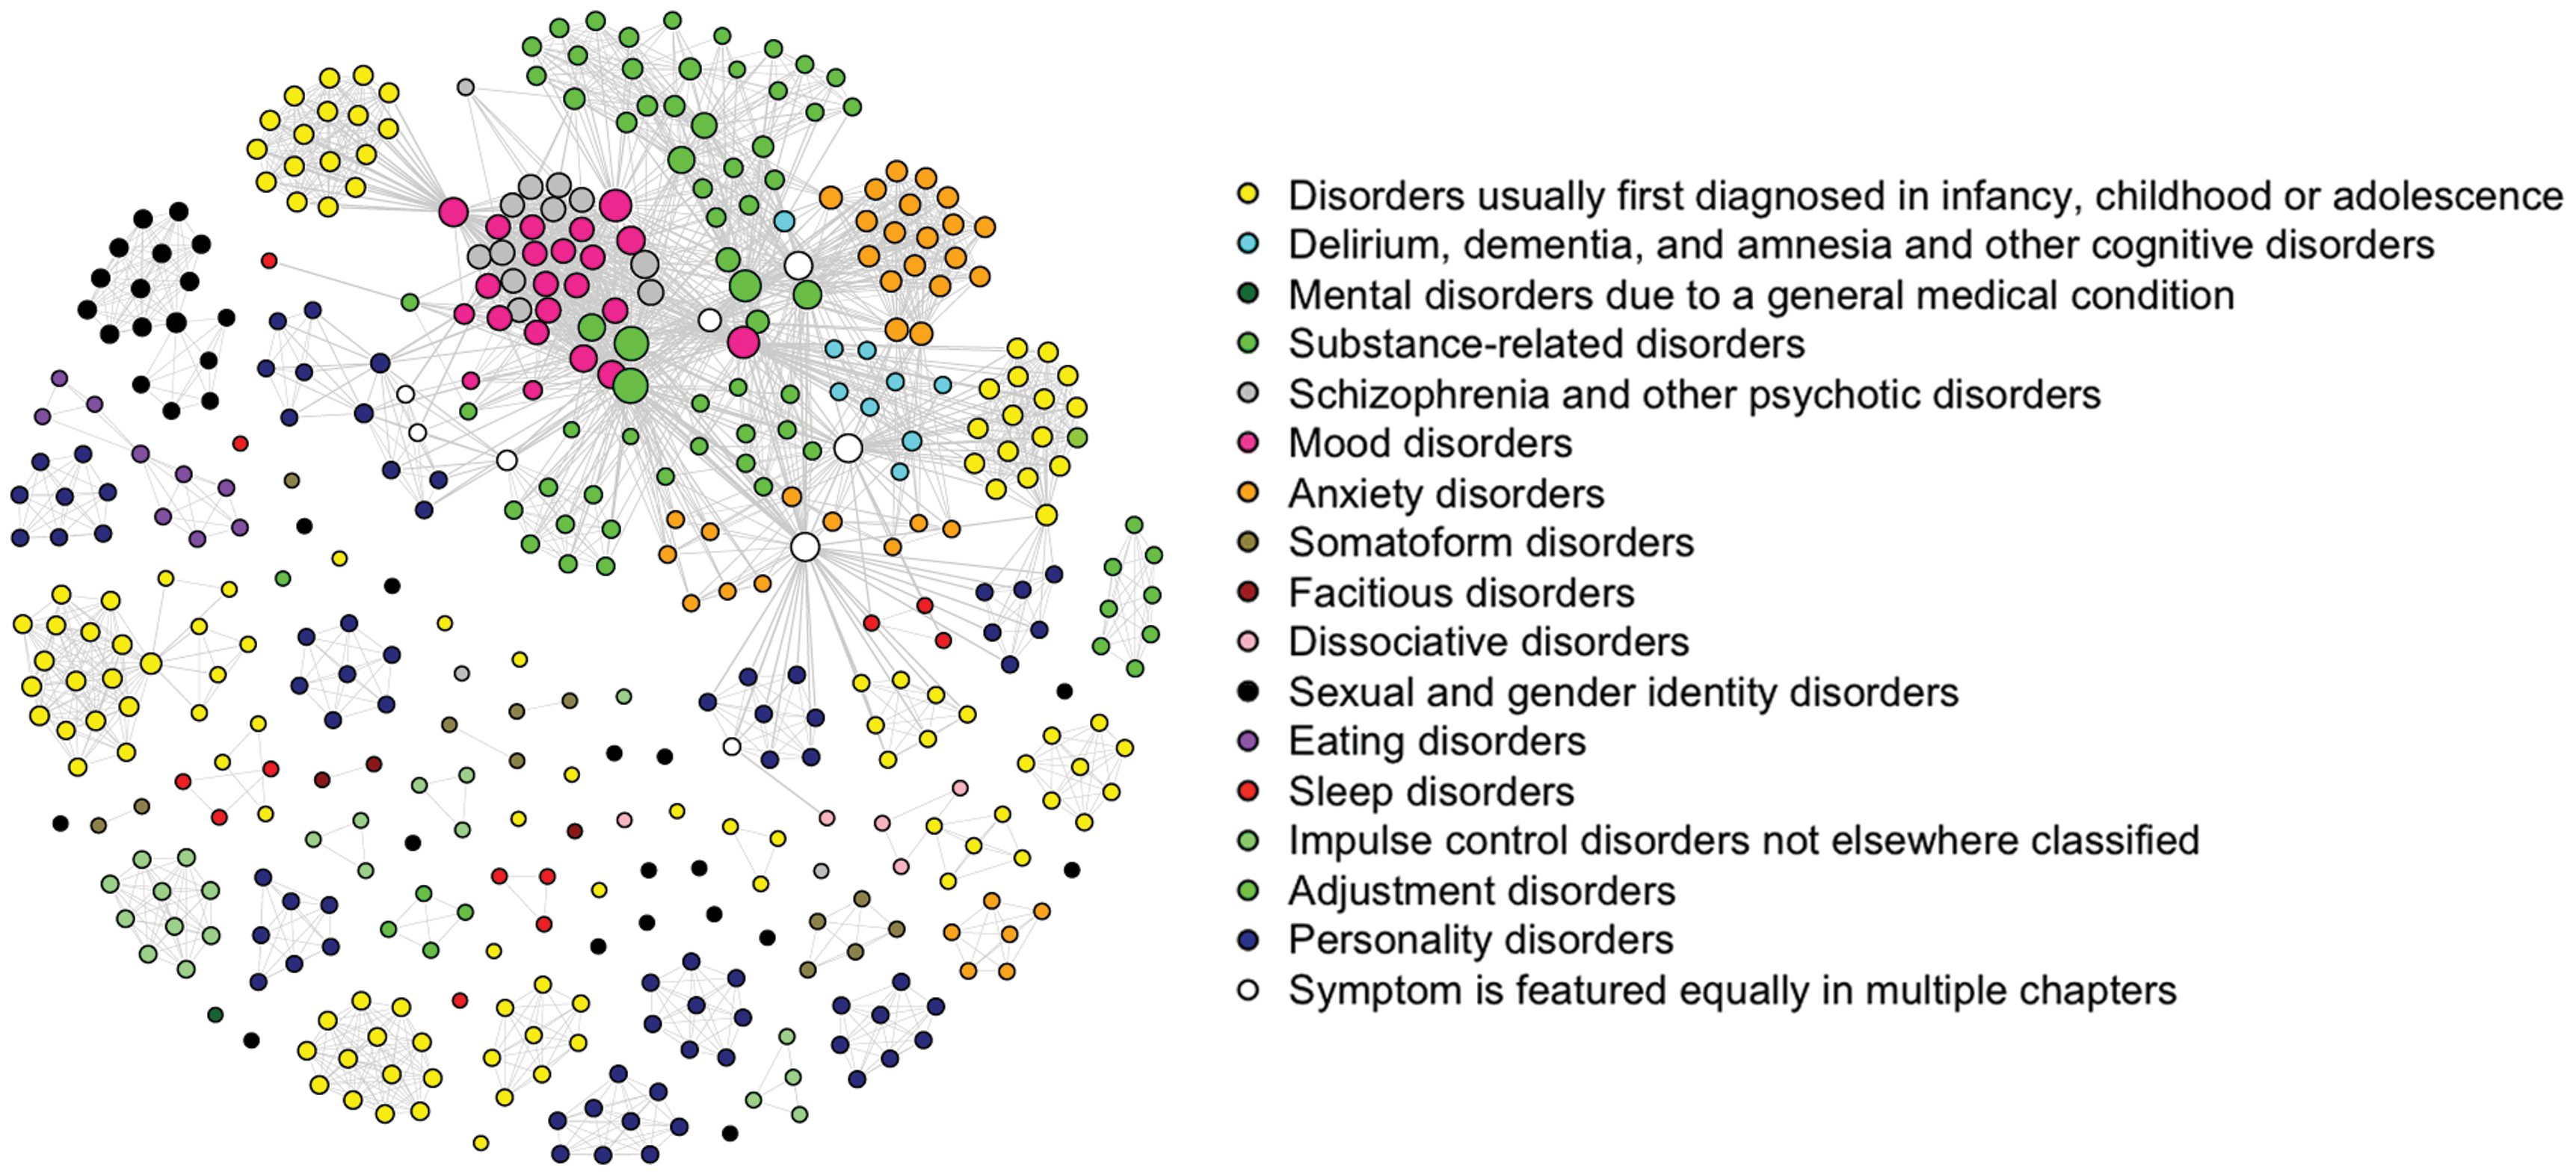 Disorders usually first diagnosed in infancy, childhood or adolescence
Delirium, dementia, and amnesia and other cognitive disorders
Mental disorders due to a general medical condition
Substance-related disorders
Schizophrenia and other psychotic disorders
Mood disorders
Anxiety disorders
Somatoform disorders
Facitious disorders
Dissociative disorders
Sexual and gender identity disorders
Eating disorders
Sleep disorders
Impulse control disorders not elsewhere classified
Adjustment disorders
Personality disorders
Symptom is featured equally in multiple chapters